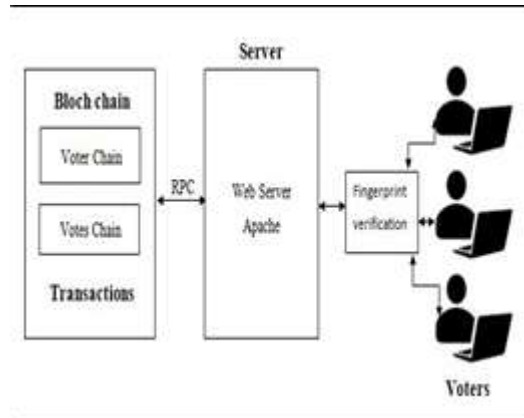 Server
Bloch chain
Voter Chain
Votes Chain
Transactions
RPC
Web Server
Apache
Fingerprint
verification
Voters